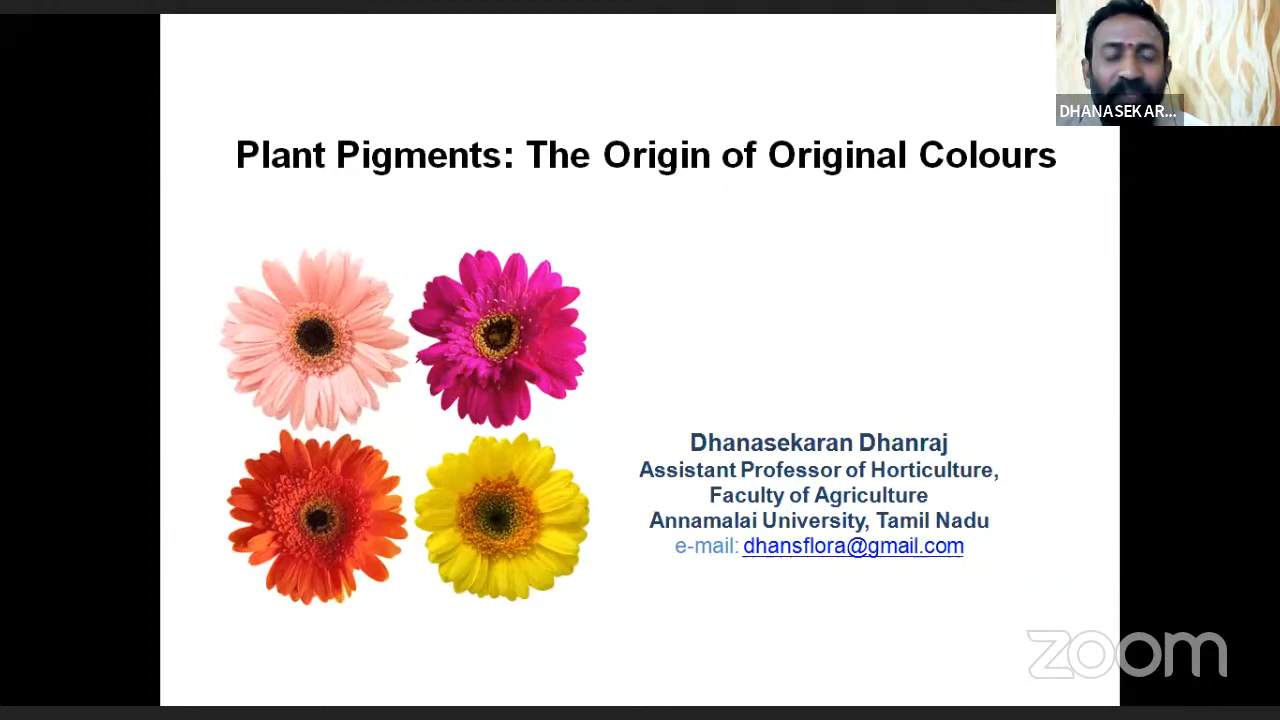 DHANASEKAR...
Plant Pigments: The Origin of Original Colours
Dhanasekaran Dhanraj
Assistant Professor of Horticulture,
Faculty of Agriculture
Annamalai University, Tamil Nadu
e-mail: dhansflora@gmail.com
zoom